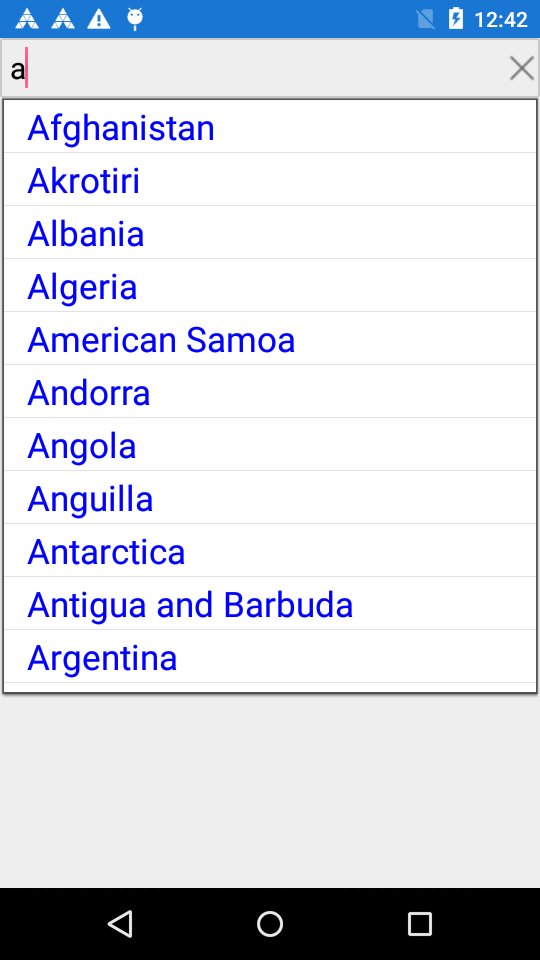 12:42
a
Afghanistan
Akrotiri
Albania
Algeria
American Samoa
Andorra
Angola
Anguilla
Antarctica
Antigua and Barbuda
Argentina